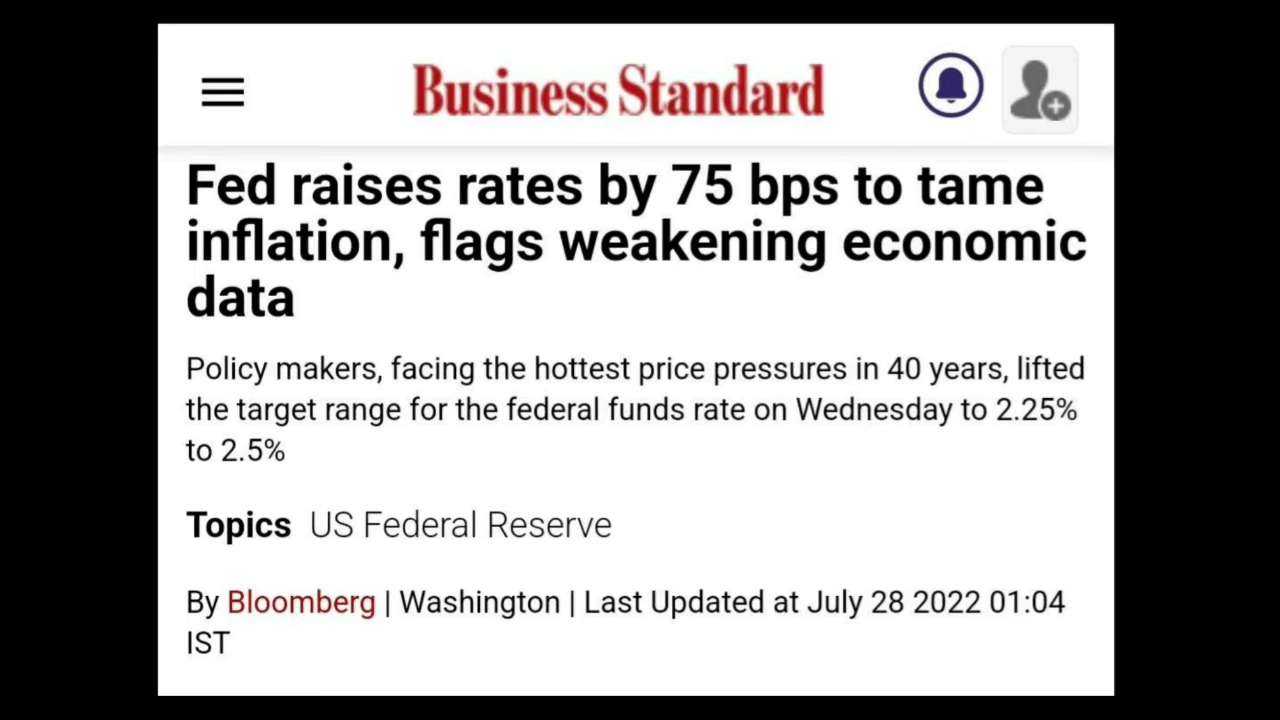 Business Standard
Fed raises rates by 75 bps to tame
inflation, flags weakening economic
data
Policy makers, facing the hottest price pressures in 40 years, lifted
the target range for the federal funds rate on Wednesday to 2.25%
to 2.5%
Topics US Federal Reserve
By Bloomberg | Washington | Last Updated at July 28 2022 01:04
IST